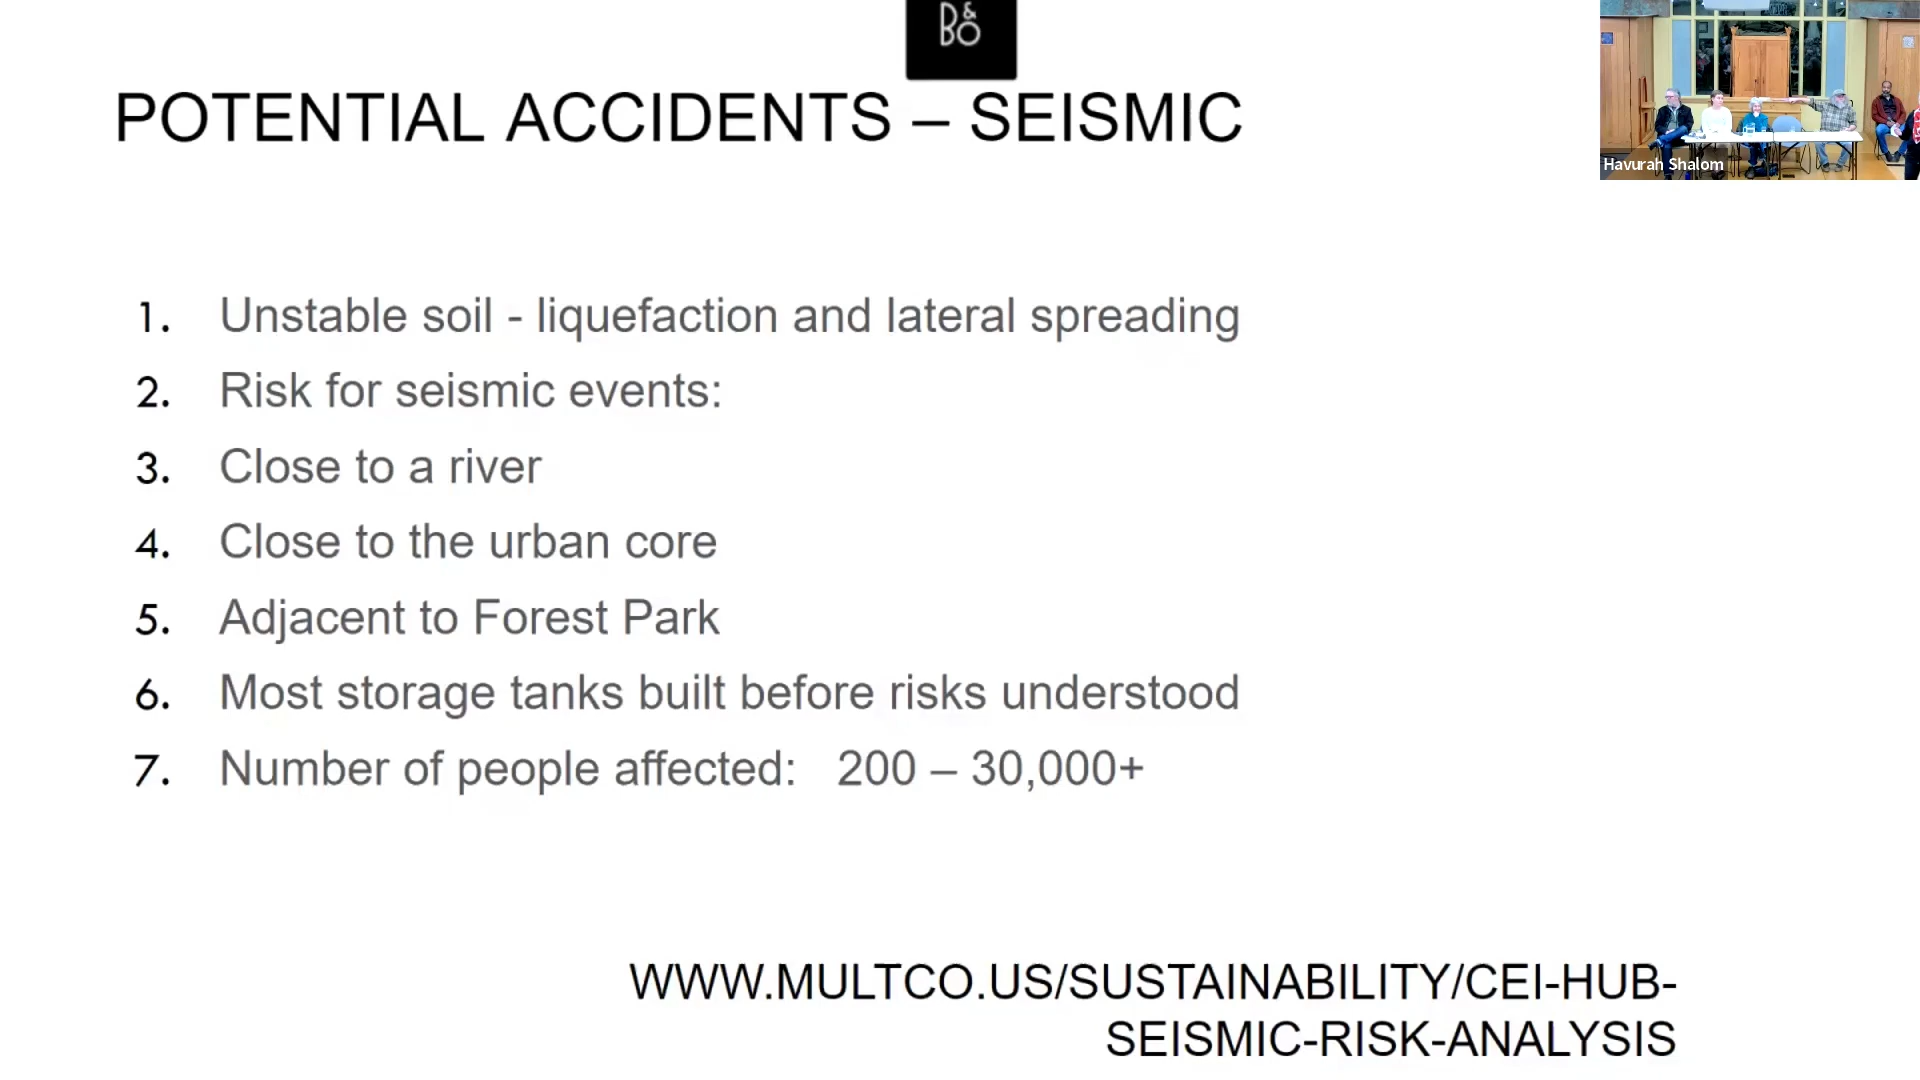 B&O
POTENTIAL ACCIDENTS – SEISMIC
Havurah Shalom
1. Unstable soil - liquefaction and lateral spreading
2. Risk for seismic events:
3. Close to a river
4. Close to the urban core
5. Adjacent to Forest Park
6. Most storage tanks built before risks understood
7. Number of people affected: 200 – 30,000+
WWW.MULTCO.US/SUSTAINABILITY/CEI-HUB-
SEISMIC-RISK-ANALYSIS